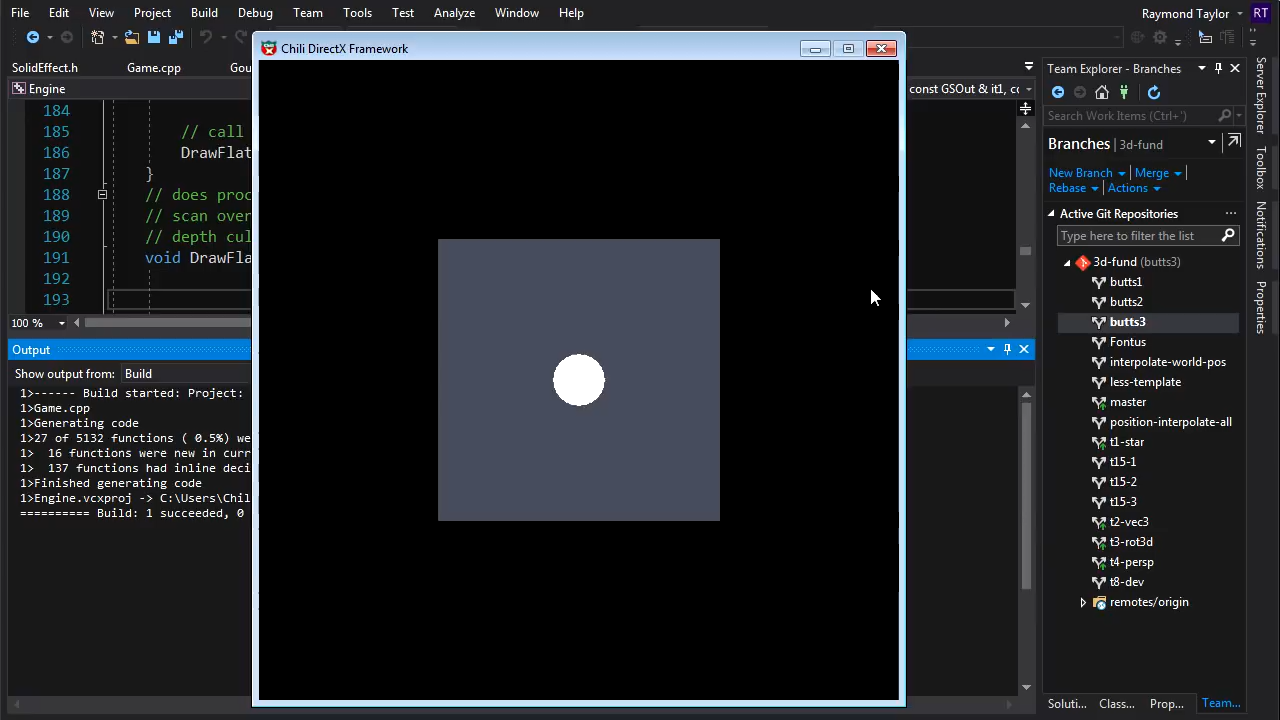 File Edit View Project Build Debug Team Tools Test Analyze Window Help Raymond Taylor RT
SolidEffect.h Game.cpp Gou
Engine const GSOut & it1, cc
184
185 // call
186 DrawFlat
187 }
188 // does proc
189 // scan over
190 // depth cul
191 void DrawFla
192
193
100 %
Output
Show output from: Build
1>------ Build started: Project:
1>Game.cpp
1>Generating code
1>27 of 5132 functions ( 0.5%) we
1> 16 functions were new in curr
1> 137 functions had inline deci
1>Finished generating code
1>Engine.vcxproj -> C:\Users\Chil
========== Build: 1 succeeded, 0
Chili DirectX Framework
Team Explorer - Branches
Search Work Items (Ctrl+')
Branches | 3d-fund
New Branch Merge
Rebase Actions
Active Git Repositories
Type here to filter the list
3d-fund (butts3)
butts1
butts2
butts3
Fontus
interpolate-world-pos
less-template
master
position-interpolate-all
t1-star
t15-1
t15-2
t15-3
t2-vec3
t3-rot3d
t4-persp
t8-dev
remotes/origin
Soluti... Class... Prop... Team...
Server Explorer
Toolbox
Notifications
Properties